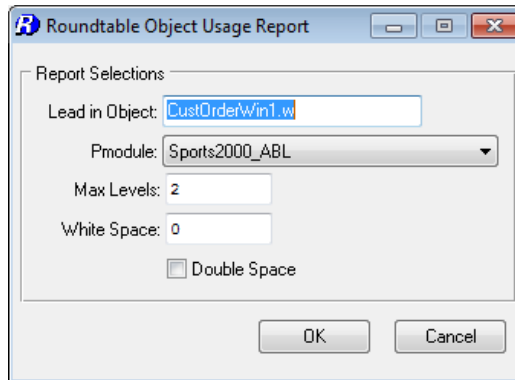 Roundtable Object Usage Report
Report Selections
Lead in Object: CustOrderWin1.w
Pmodule: Sports2000_ABL
Max Levels: 2
White Space: 0
Double Space
OK Cancel